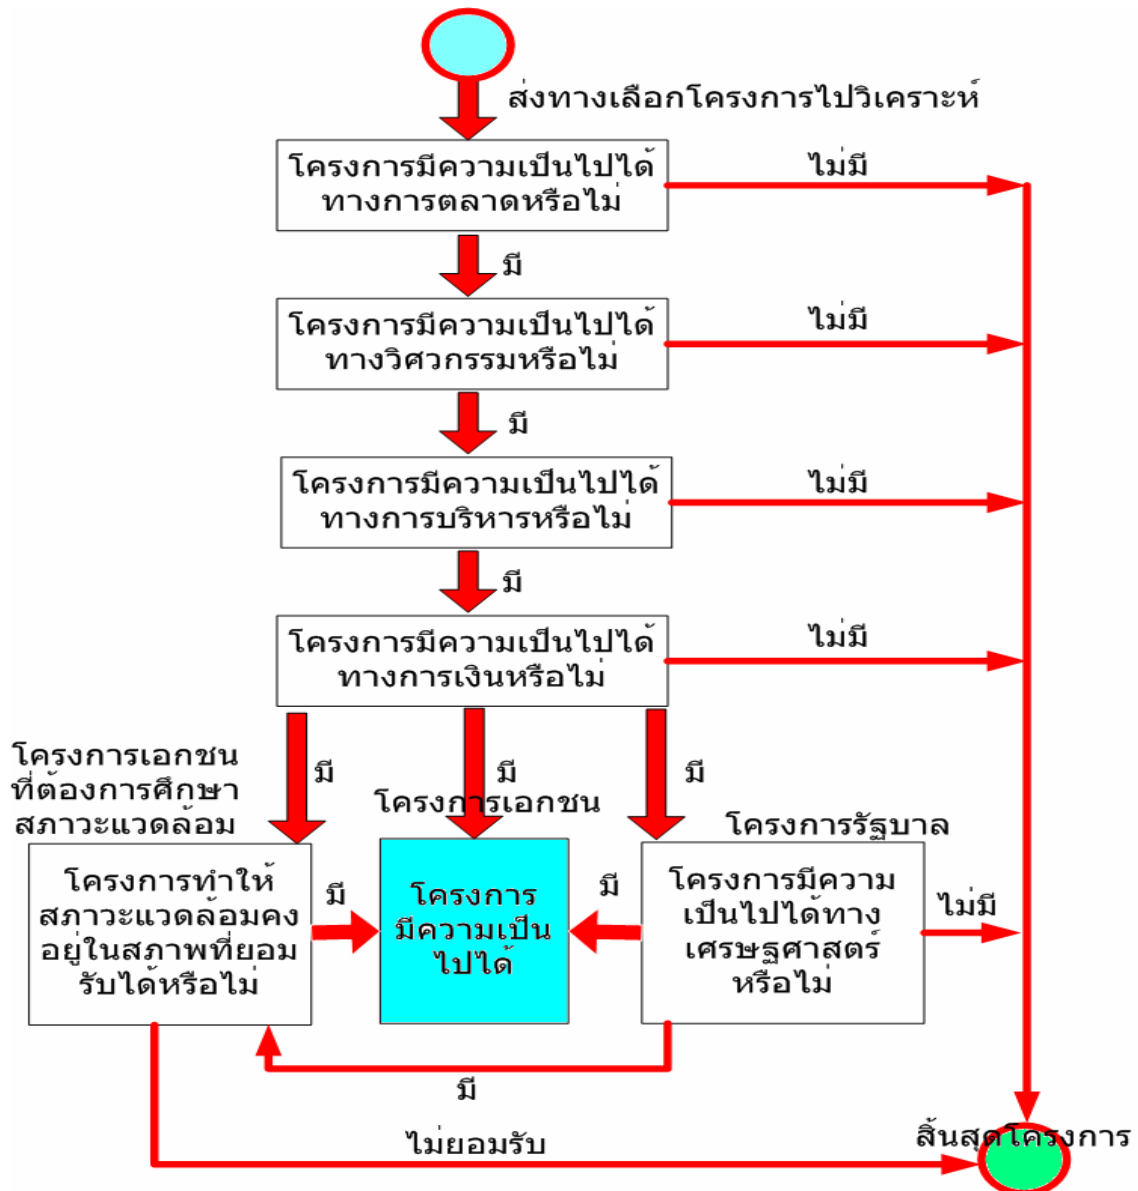 ส่งทางเลือกโครงการไปวิเคราะห์
โครงการมีความเป็นไปได้
ทางการตลาดหรือไม่
ไม่มี
มี
โครงการมีความเป็นไปได้
ทางวิศวกรรมหรือไม่
ไม่มี
มี
โครงการมีความเป็นไปได้
ทางการบริหารหรือไม่
ไม่มี
มี
โครงการมีความเป็นไปได้
ทางการเงินหรือไม่
ไม่มี
โครงการเอกชน
ที่ต้องการศึกษา
สภาวะแวดล้อม
มี
มี
โครงการเอกชน
มี
โครงการรัฐบาล
โครงการทำให้
สภาวะแวดล้อมคง
อยู่ในสภาพที่ยอม
รับได้หรือไม่
มี
โครงการ
มีความเป็น
ไปได้
มี
โครงการมีความ
เป็นไปได้ทาง
เศรษฐศาสตร์
หรือไม่
ไม่มี
มี
ไม่ยอมรับ
สิ้นสุดโครงการ